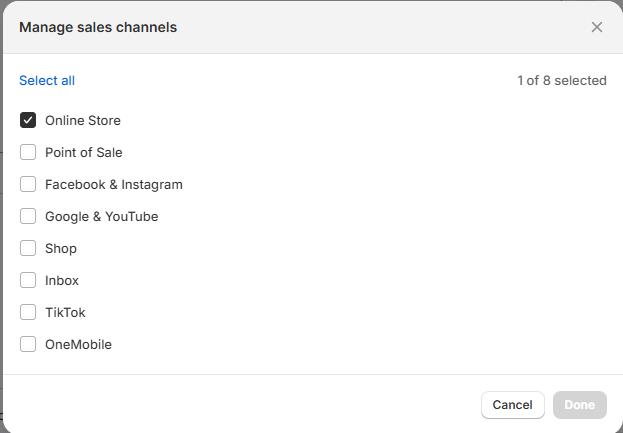 Manage sales channels
Select all 1 of 8 selected
Online Store
Point of Sale
Facebook & Instagram
Google & YouTube
Shop
Inbox
TikTok
OneMobile
Cancel Done